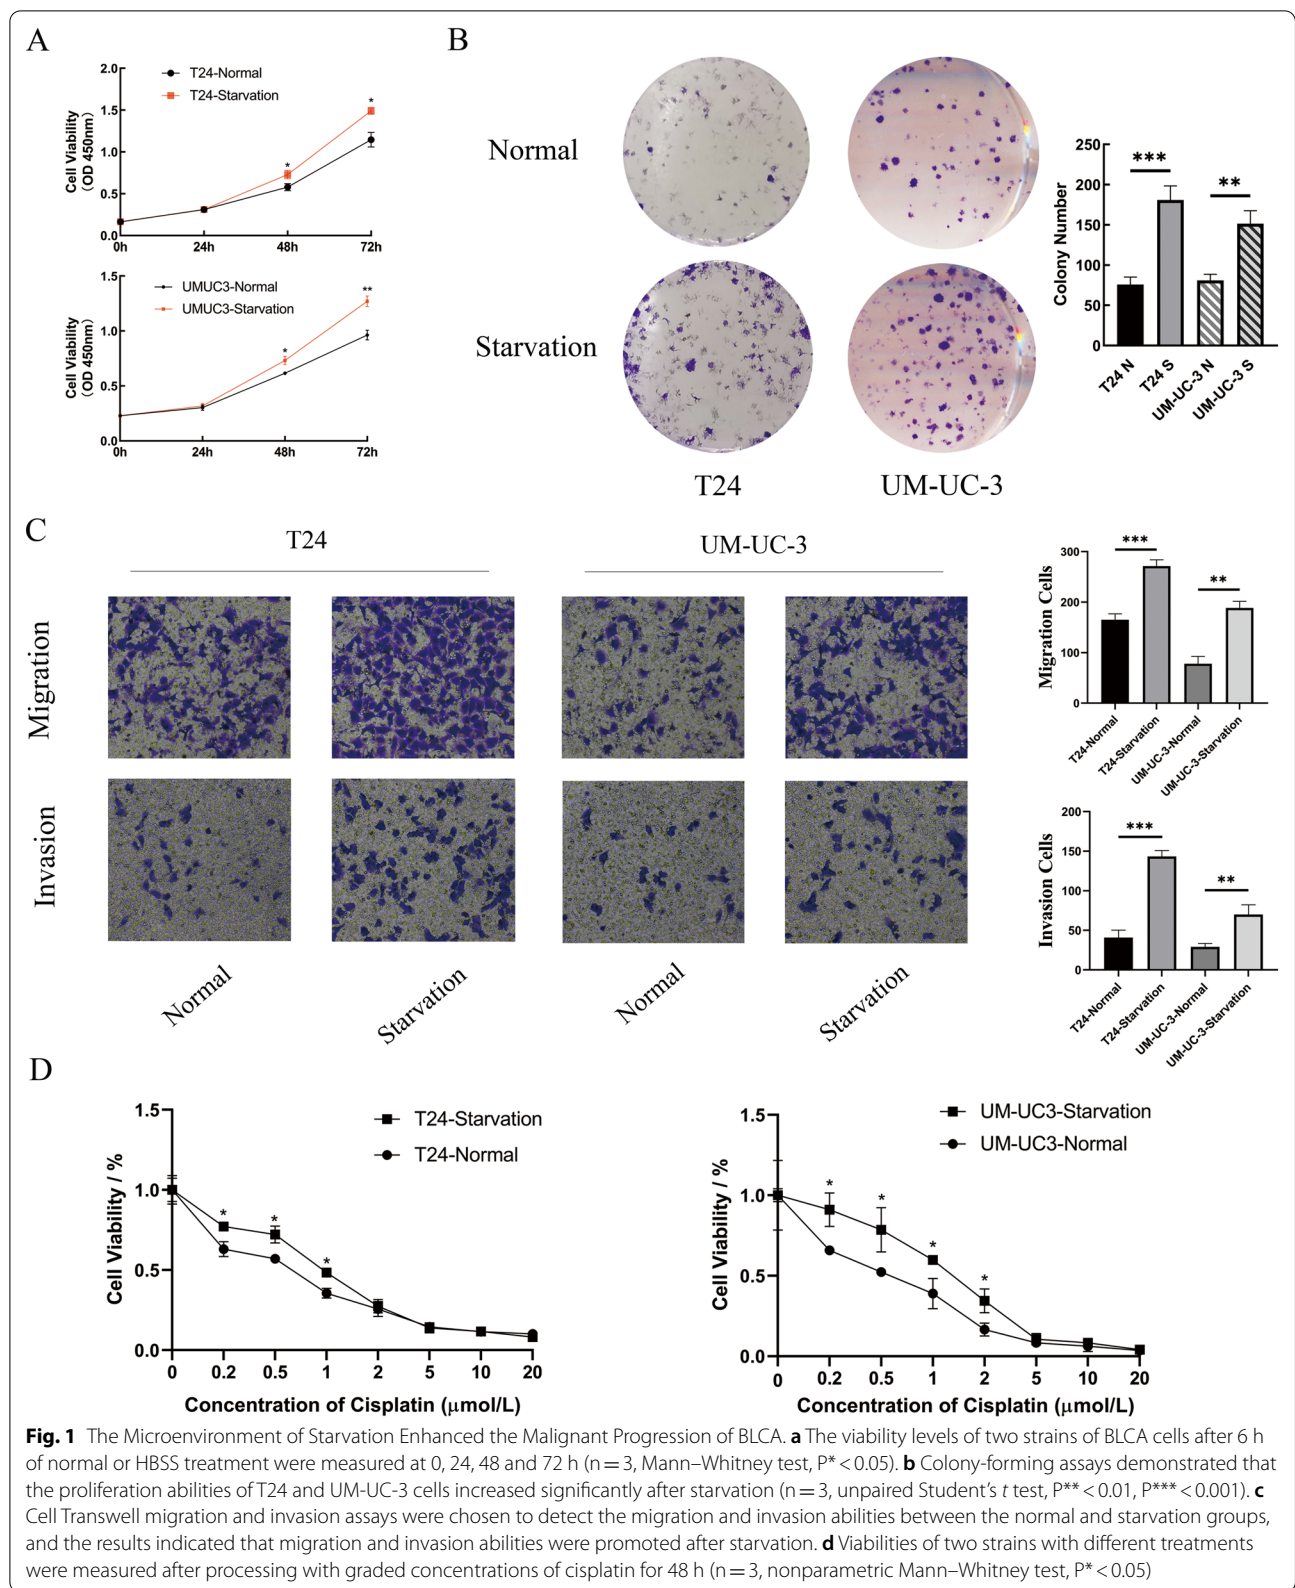 A
2.0
1.5
1.0
0.5
0.0
0h
24h
48h
72h
Cell Viability
(OD 450nm)
T24-Normal
T24-Starvation
*
*
1.5
1.0
0.5
0.0
0h
24h
48h
72h
Cell Viability
(OD 450nm)
UMUC3-Normal
UMUC3-Starvation
*
**
B
Normal
Starvation
T24
UM-UC-3
250
200
150
100
50
0
Colony Number
***
**
T24 N
T24 S
UM-UC-3 N
UM-UC-3 S
C
T24
UM-UC-3
Migration
Invasion
Normal
Starvation
Normal
Starvation
300
200
100
0
Migration Cells
***
**
T24-Normal
T24-Starvation
UM-UC-3-Normal
UM-UC-3-Starvation
200
150
100
50
0
Invasion Cells
***
**
T24-Normal
T24-Starvation
UM-UC-3-Normal
UM-UC-3-Starvation
D
1.5
1.0
0.5
0.0
Cell Viability / %
T24-Starvation
T24-Normal
*
*
*
0
0.2
0.5
1
2
5
10
20
Concentration of Cisplatin (μmol/L)
1.5
1.0
0.5
0.0
Cell Viability / %
UM-UC3-Starvation
UM-UC3-Normal
*
*
*
*
0
0.2
0.5
1
2
5
10
20
Concentration of Cisplatin (μmol/L)
Fig. 1 The Microenvironment of Starvation Enhanced the Malignant Progression of BLCA. a The viability levels of two strains of BLCA cells after 6 h
of normal or HBSS treatment were measured at 0, 24, 48 and 72 h (n = 3, Mann–Whitney test, P* < 0.05). b Colony-forming assays demonstrated that
the proliferation abilities of T24 and UM-UC-3 cells increased significantly after starvation (n = 3, unpaired Student's t test, P** < 0.01, P*** < 0.001). c
Cell Transwell migration and invasion assays were chosen to detect the migration and invasion abilities between the normal and starvation groups,
and the results indicated that migration and invasion abilities were promoted after starvation. d Viabilities of two strains with different treatments
were measured after processing with graded concentrations of cisplatin for 48 h (n = 3, nonparametric Mann–Whitney test, P* < 0.05)